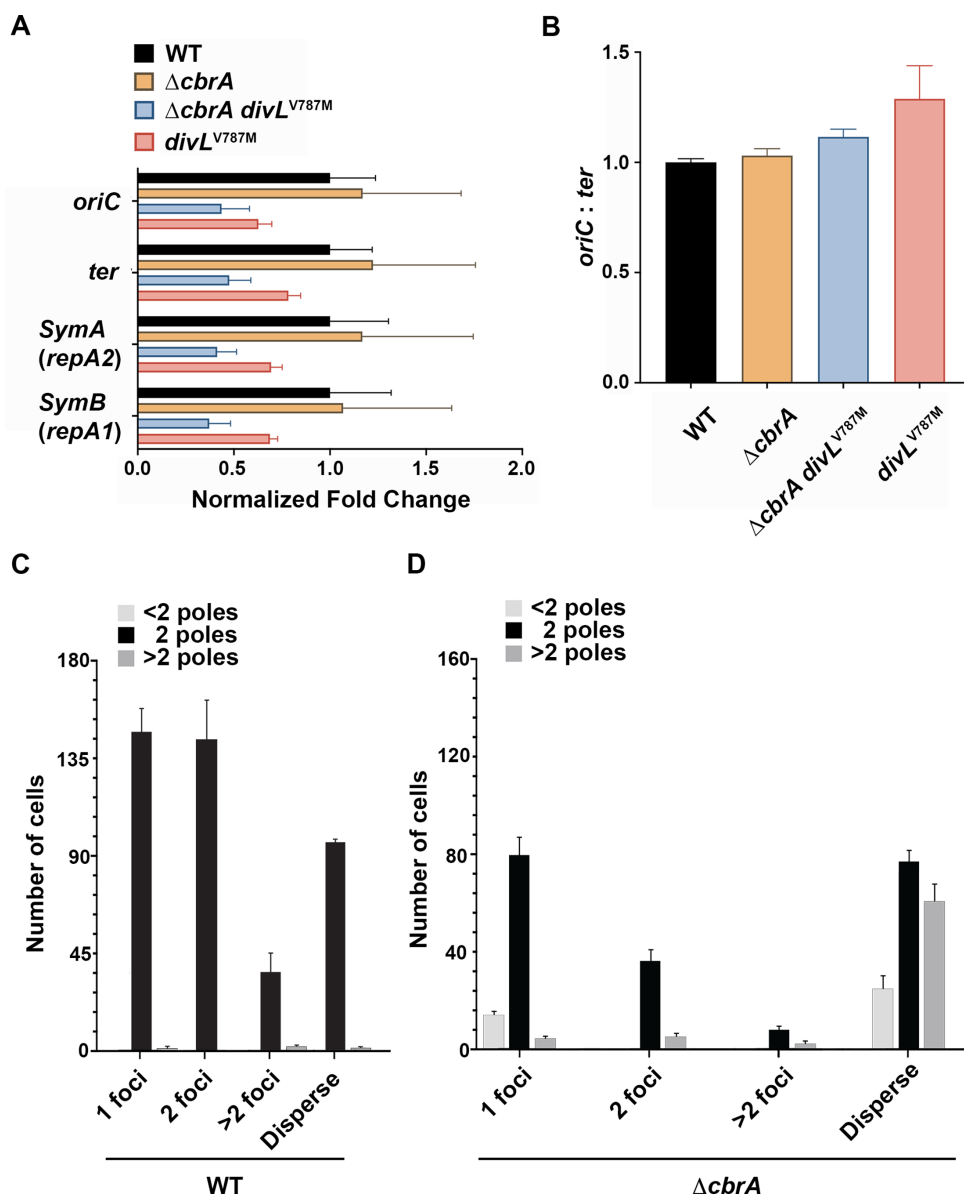 A
WT
ΔcbrA
ΔcbrA divLV787M
divLV787M
oriC
ter
SymA
(repA2)
SymB
(repA1)
0.0 0.5 1.0 1.5 2.0
Normalized Fold Change
B
oriC : ter
1.5
1.0
0.5
0.0
WT
ΔcbrA
ΔcbrA divLV787M
divLV787M
C
<2 poles
2 poles
>2 poles
Number of cells
180
135
90
45
0
1 foci
2 foci
>2 foci
Disperse
WT
D
<2 poles
2 poles
>2 poles
Number of cells
160
120
80
40
0
1 foci
2 foci
>2 foci
Disperse
ΔcbrA